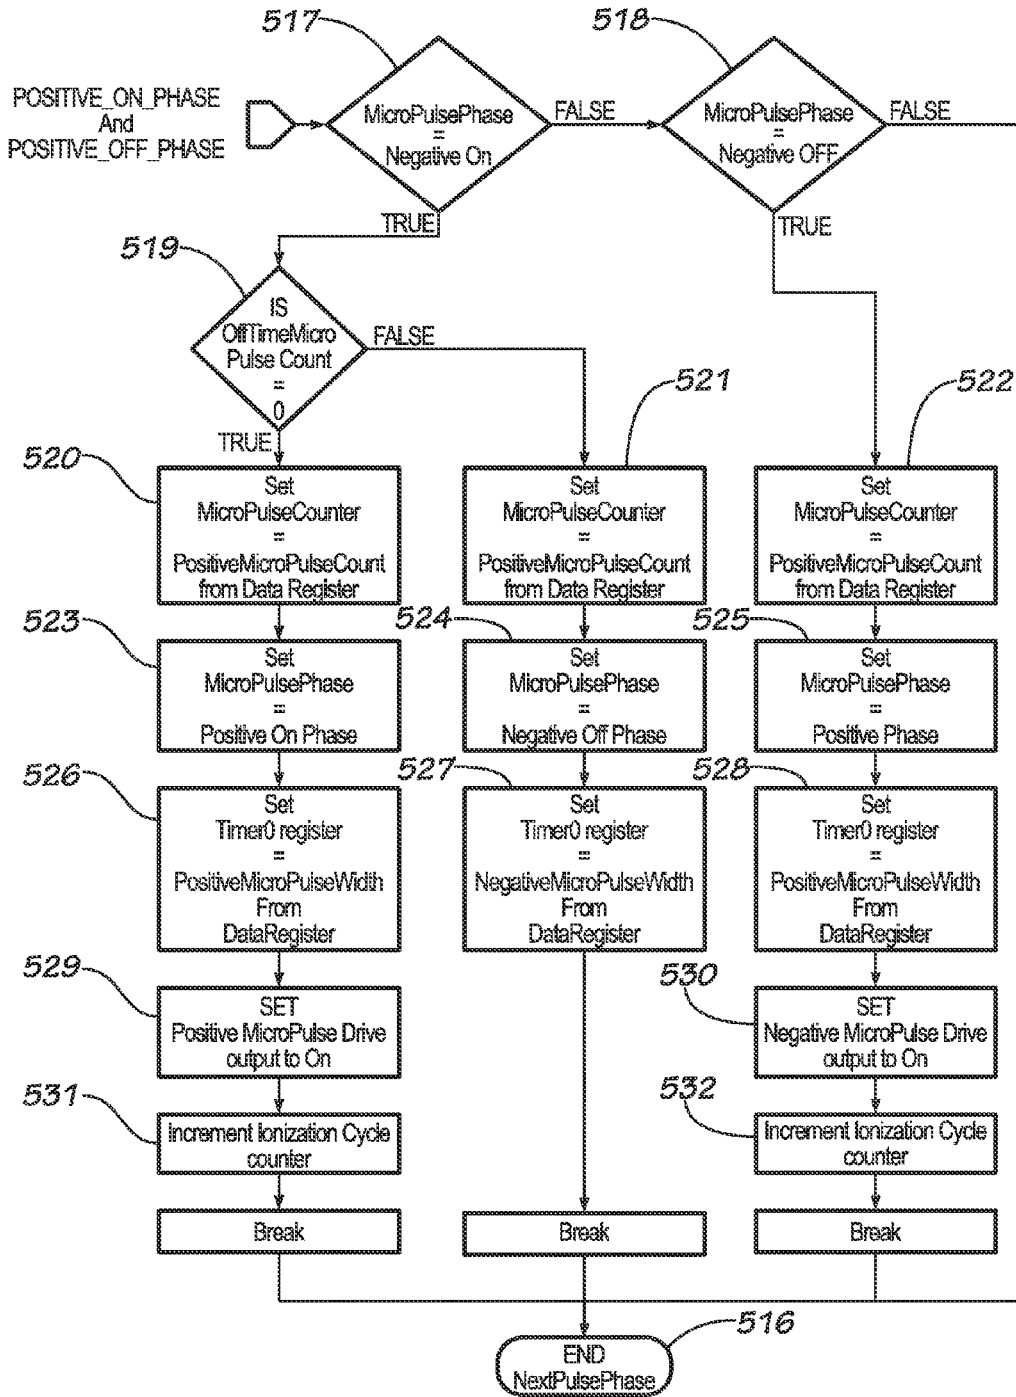 517
518
POSITIVE_ON_PHASE
And
POSITIVE_OFF_PHASE
MicroPulsePhase
=
Negative On
FALSE
MicroPulsePhase
=
Negative OFF
FALSE
TRUE
TRUE
519
IS
OffTimeMicro
Pulse Count
=
0
FALSE
TRUE
520
521
522
Set
MicroPulseCounter
=
PositiveMicroPulseCount
from Data Register
Set
MicroPulseCounter
=
PositiveMicroPulseCount
from Data Register
Set
MicroPulseCounter
=
PositiveMicroPulseCount
from Data Register
523
524
525
Set
MicroPulsePhase
=
Positive On Phase
Set
MicroPulsePhase
=
Negative Off Phase
Set
MicroPulsePhase
=
Positive Phase
526
527
528
Set
Timer0 register
=
PositiveMicroPulseWidth
From
DataRegister
Set
Timer0 register
=
NegativeMicroPulseWidth
From
DataRegister
Set
Timer0 register
=
PositiveMicroPulseWidth
From
DataRegister
529
530
SET
Positive MicroPulse Drive
output to On
SET
Negative MicroPulse Drive
output to On
531
532
Increment Ionization Cycle
counter
Increment Ionization Cycle
counter
Break
Break
Break
516
END
NextPulsePhase